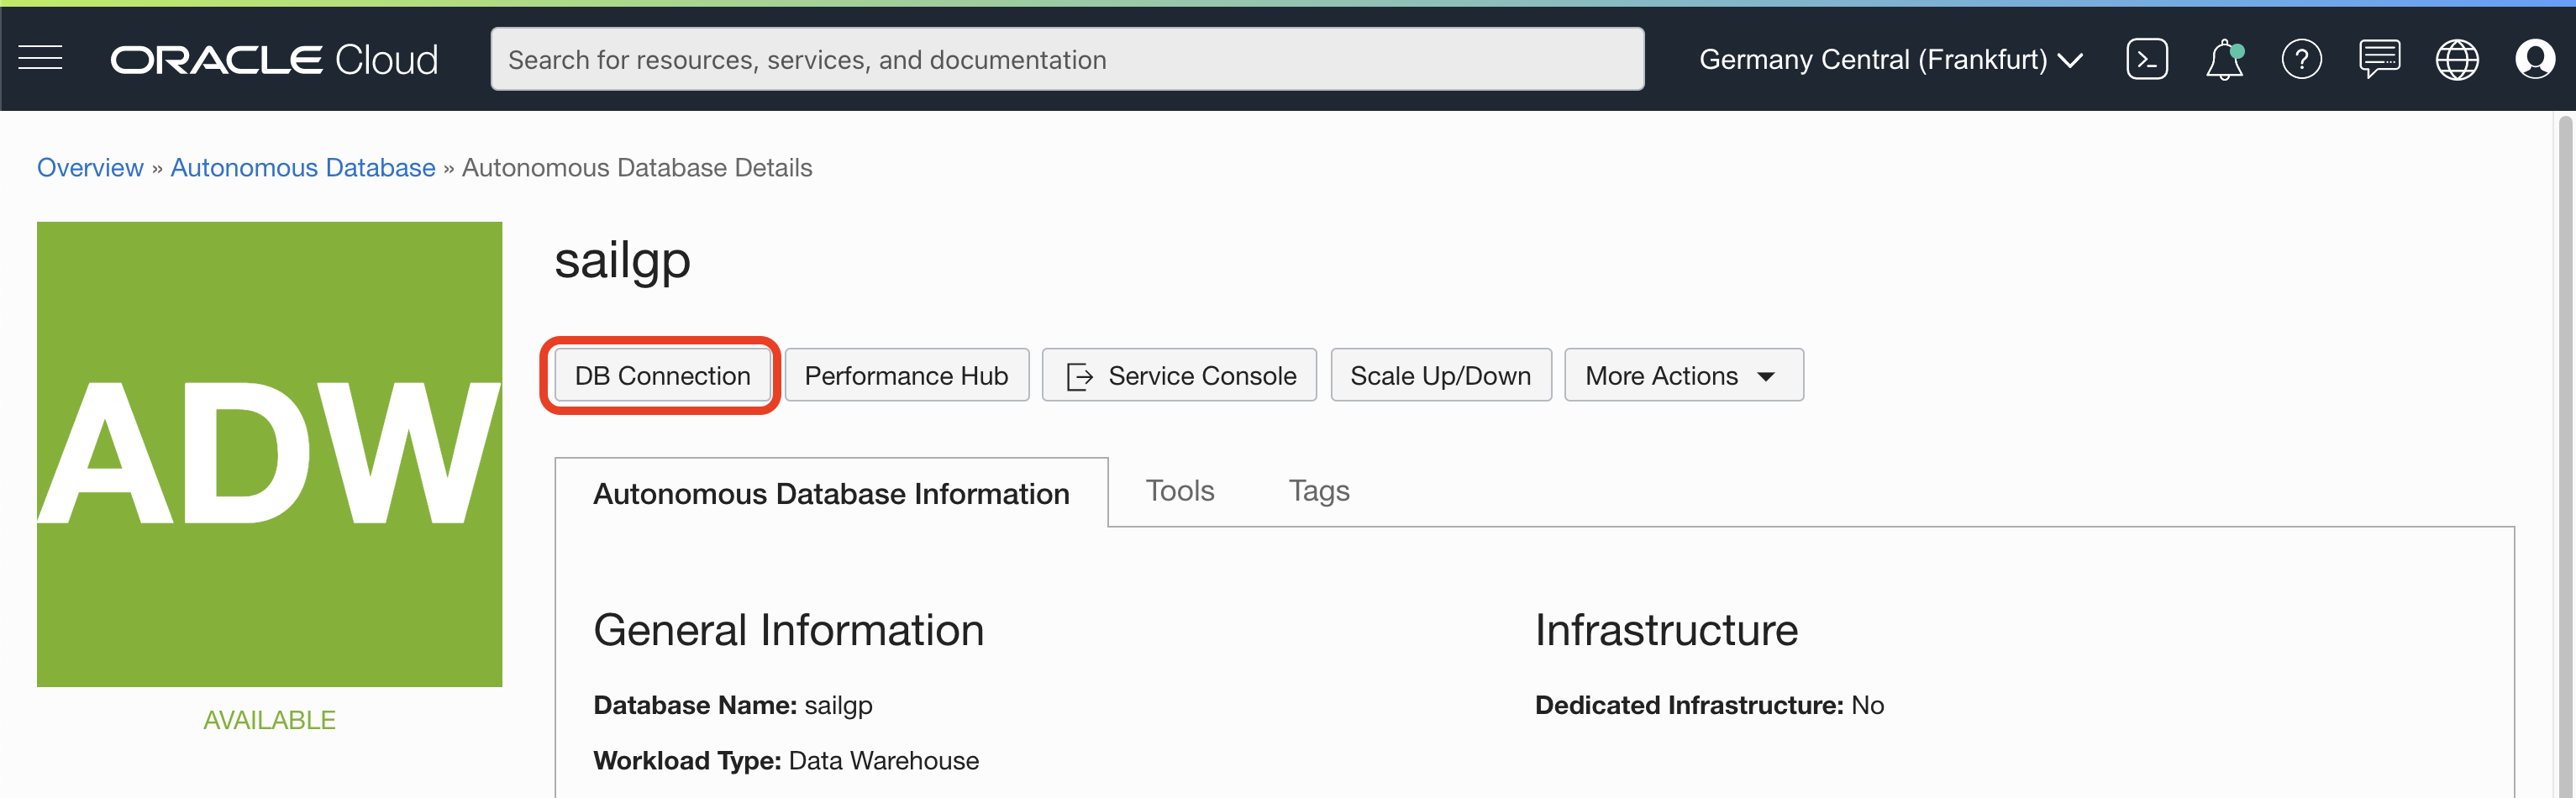 ORACLE Cloud
Search for resources, services, and documentation
Germany Central (Frankfurt)
Overview » Autonomous Database » Autonomous Database Details
ADW
AVAILABLE
sailgp
DB Connection
Performance Hub
Service Console
Scale Up/Down
More Actions
Autonomous Database Information
Tools
Tags
General Information
Database Name: sailgp
Workload Type: Data Warehouse
Infrastructure
Dedicated Infrastructure: No